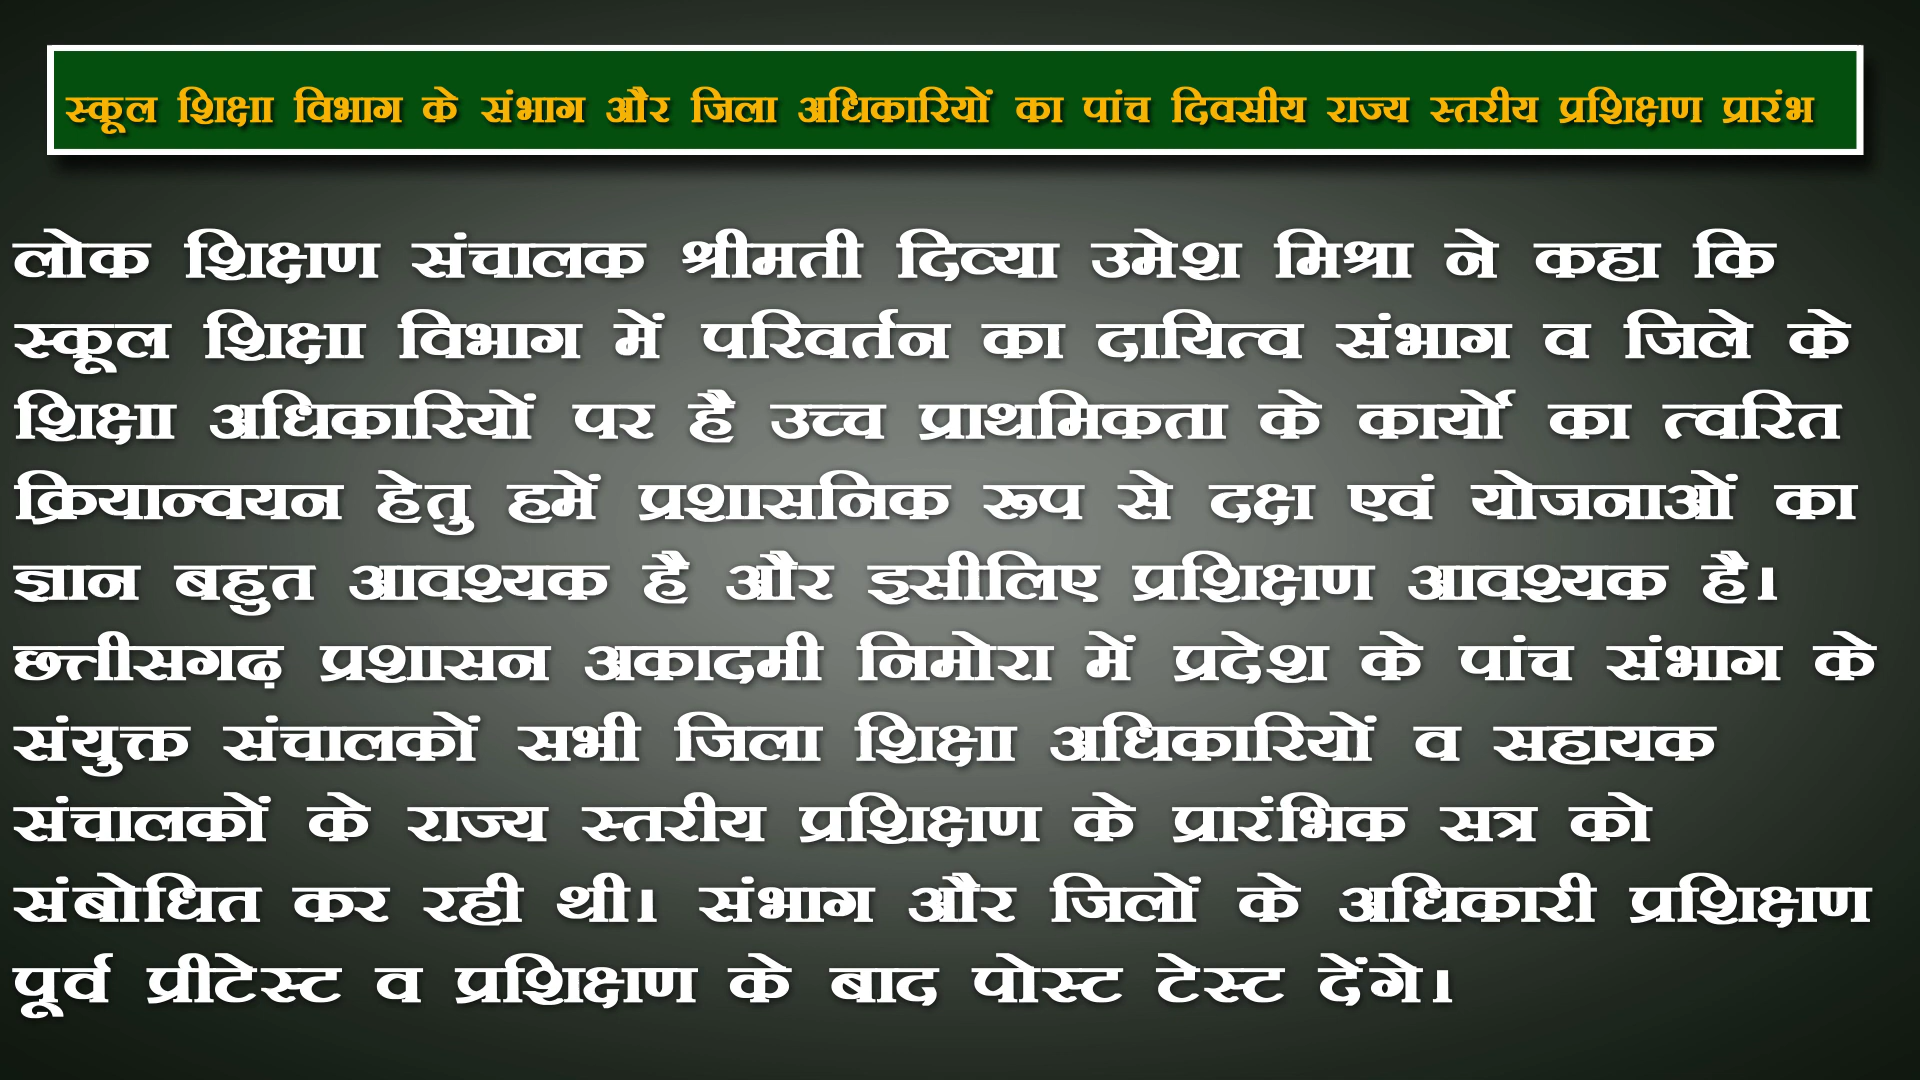 स्कूल शिक्षा विभाग के संभाग और जिला अधिकारियों का पांच दिवसीय राज्य स्तरीय प्रशिक्षण प्रारंभ
लोक शिक्षण संचालक श्रीमती दिव्या उमेश मिश्रा ने कहा कि
स्कूल शिक्षा विभाग में परिवर्तन का दायित्व संभाग व जिले के
शिक्षा अधिकारियों पर है उच्च प्राथमिकता के कार्यो का त्वरित
क्रियान्वयन हेतु हमें प्रशासनिक रूप से दक्ष एवं योजनाओं का
ज्ञान बहुत आवश्यक है और इसीलिए प्रशिक्षण आवश्यक है।
छत्तीसगढ़ प्रशासन अकादमी निमोरा में प्रदेश के पांच संभाग के
संयुक्त संचालकों सभी जिला शिक्षा अधिकारियों व सहायक
संचालकों के राज्य स्तरीय प्रशिक्षण के प्रारंभिक सत्र को
संबोधित कर रही थी। संभाग और जिलों के अधिकारी प्रशिक्षण
पूर्व प्रीटेस्ट व प्रशिक्षण के बाद पोस्ट टेस्ट देंगे।